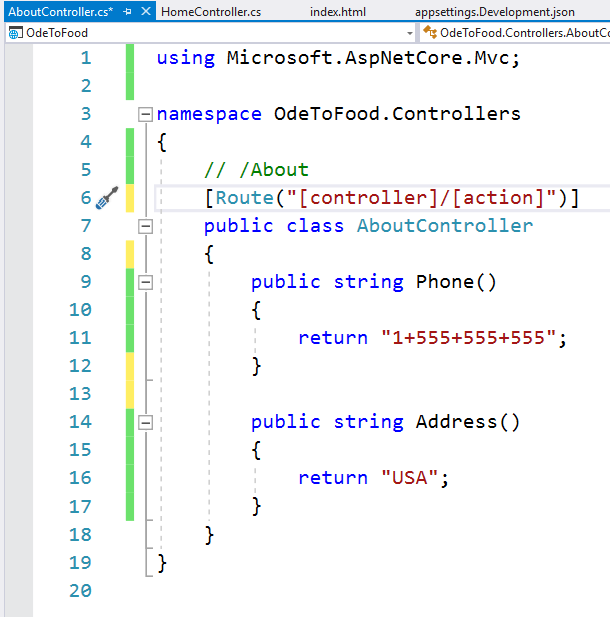 AboutController.cs* HomeController.cs index.html appsettings.Development.json
OdeToFood OdeToFood.Controllers.AboutCo
1 using Microsoft.AspNetCore.Mvc;
2
3 namespace OdeToFood.Controllers
4 {
5 // /About
6 [Route("[controller]/[action]")]
7 public class AboutController
8 {
9 public string Phone()
10 {
11 return "1+555+555+555";
12 }
13
14 public string Address()
15 {
16 return "USA";
17 }
18 }
19 }
20